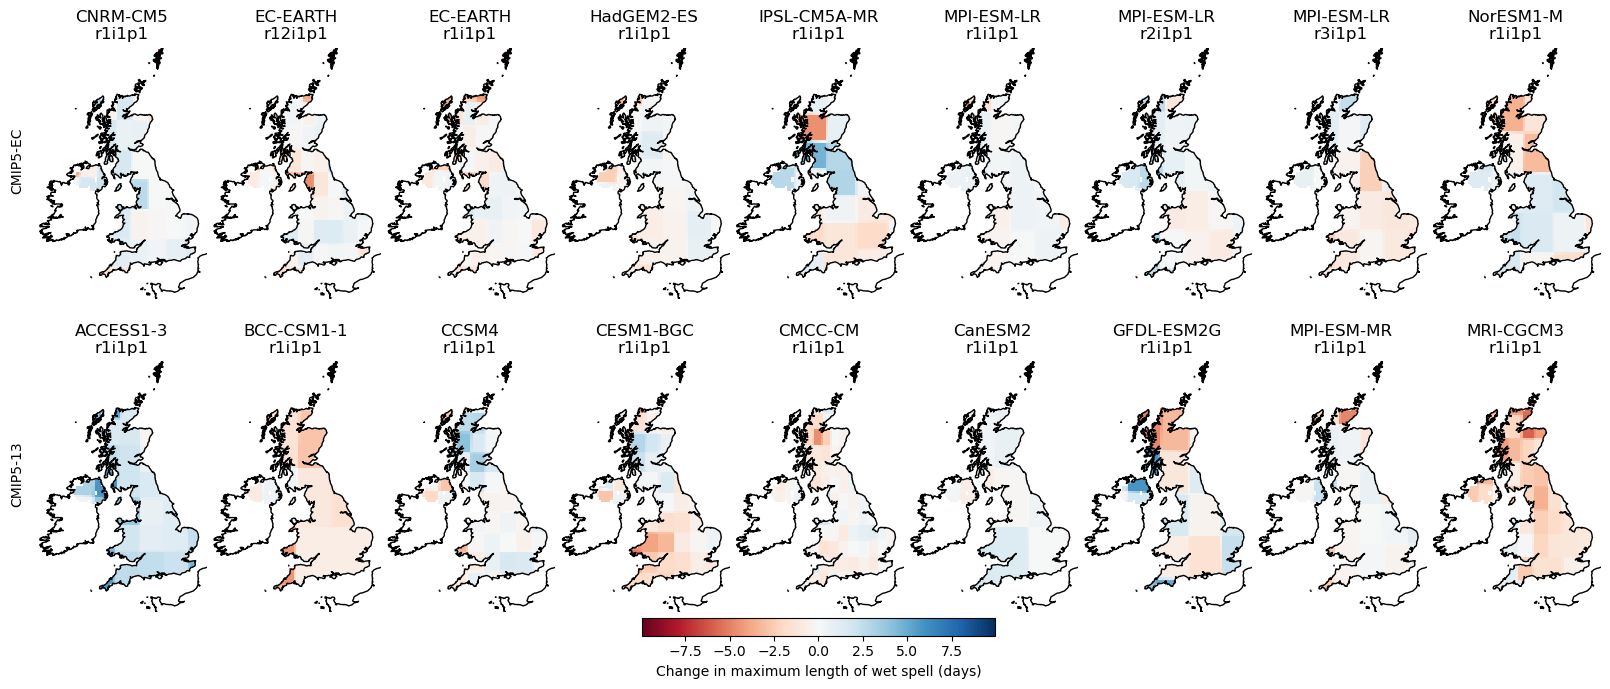 CNRM-CM5
r1i1p1
EC-EARTH
r12i1p1
EC-EARTH
r1i1p1
HadGEM2-ES
r1i1p1
IPSL-CM5A-MR
r1i1p1
MPI-ESM-LR
r1i1p1
MPI-ESM-LR
r2i1p1
MPI-ESM-LR
r3i1p1
NorESM1-M
r1i1p1
CMIP5-EC
ACCESS1-3
r1i1p1
BCC-CSM1-1
r1i1p1
CCSM4
r1i1p1
CESM1-BGC
r1i1p1
CMCC-CM
r1i1p1
CanESM2
r1i1p1
GFDL-ESM2G
r1i1p1
MPI-ESM-MR
r1i1p1
MRI-CGCM3
r1i1p1
CMIP5-13
−7.5 −5.0 −2.5 0.0 2.5 5.0 7.5
Change in maximum length of wet spell (days)